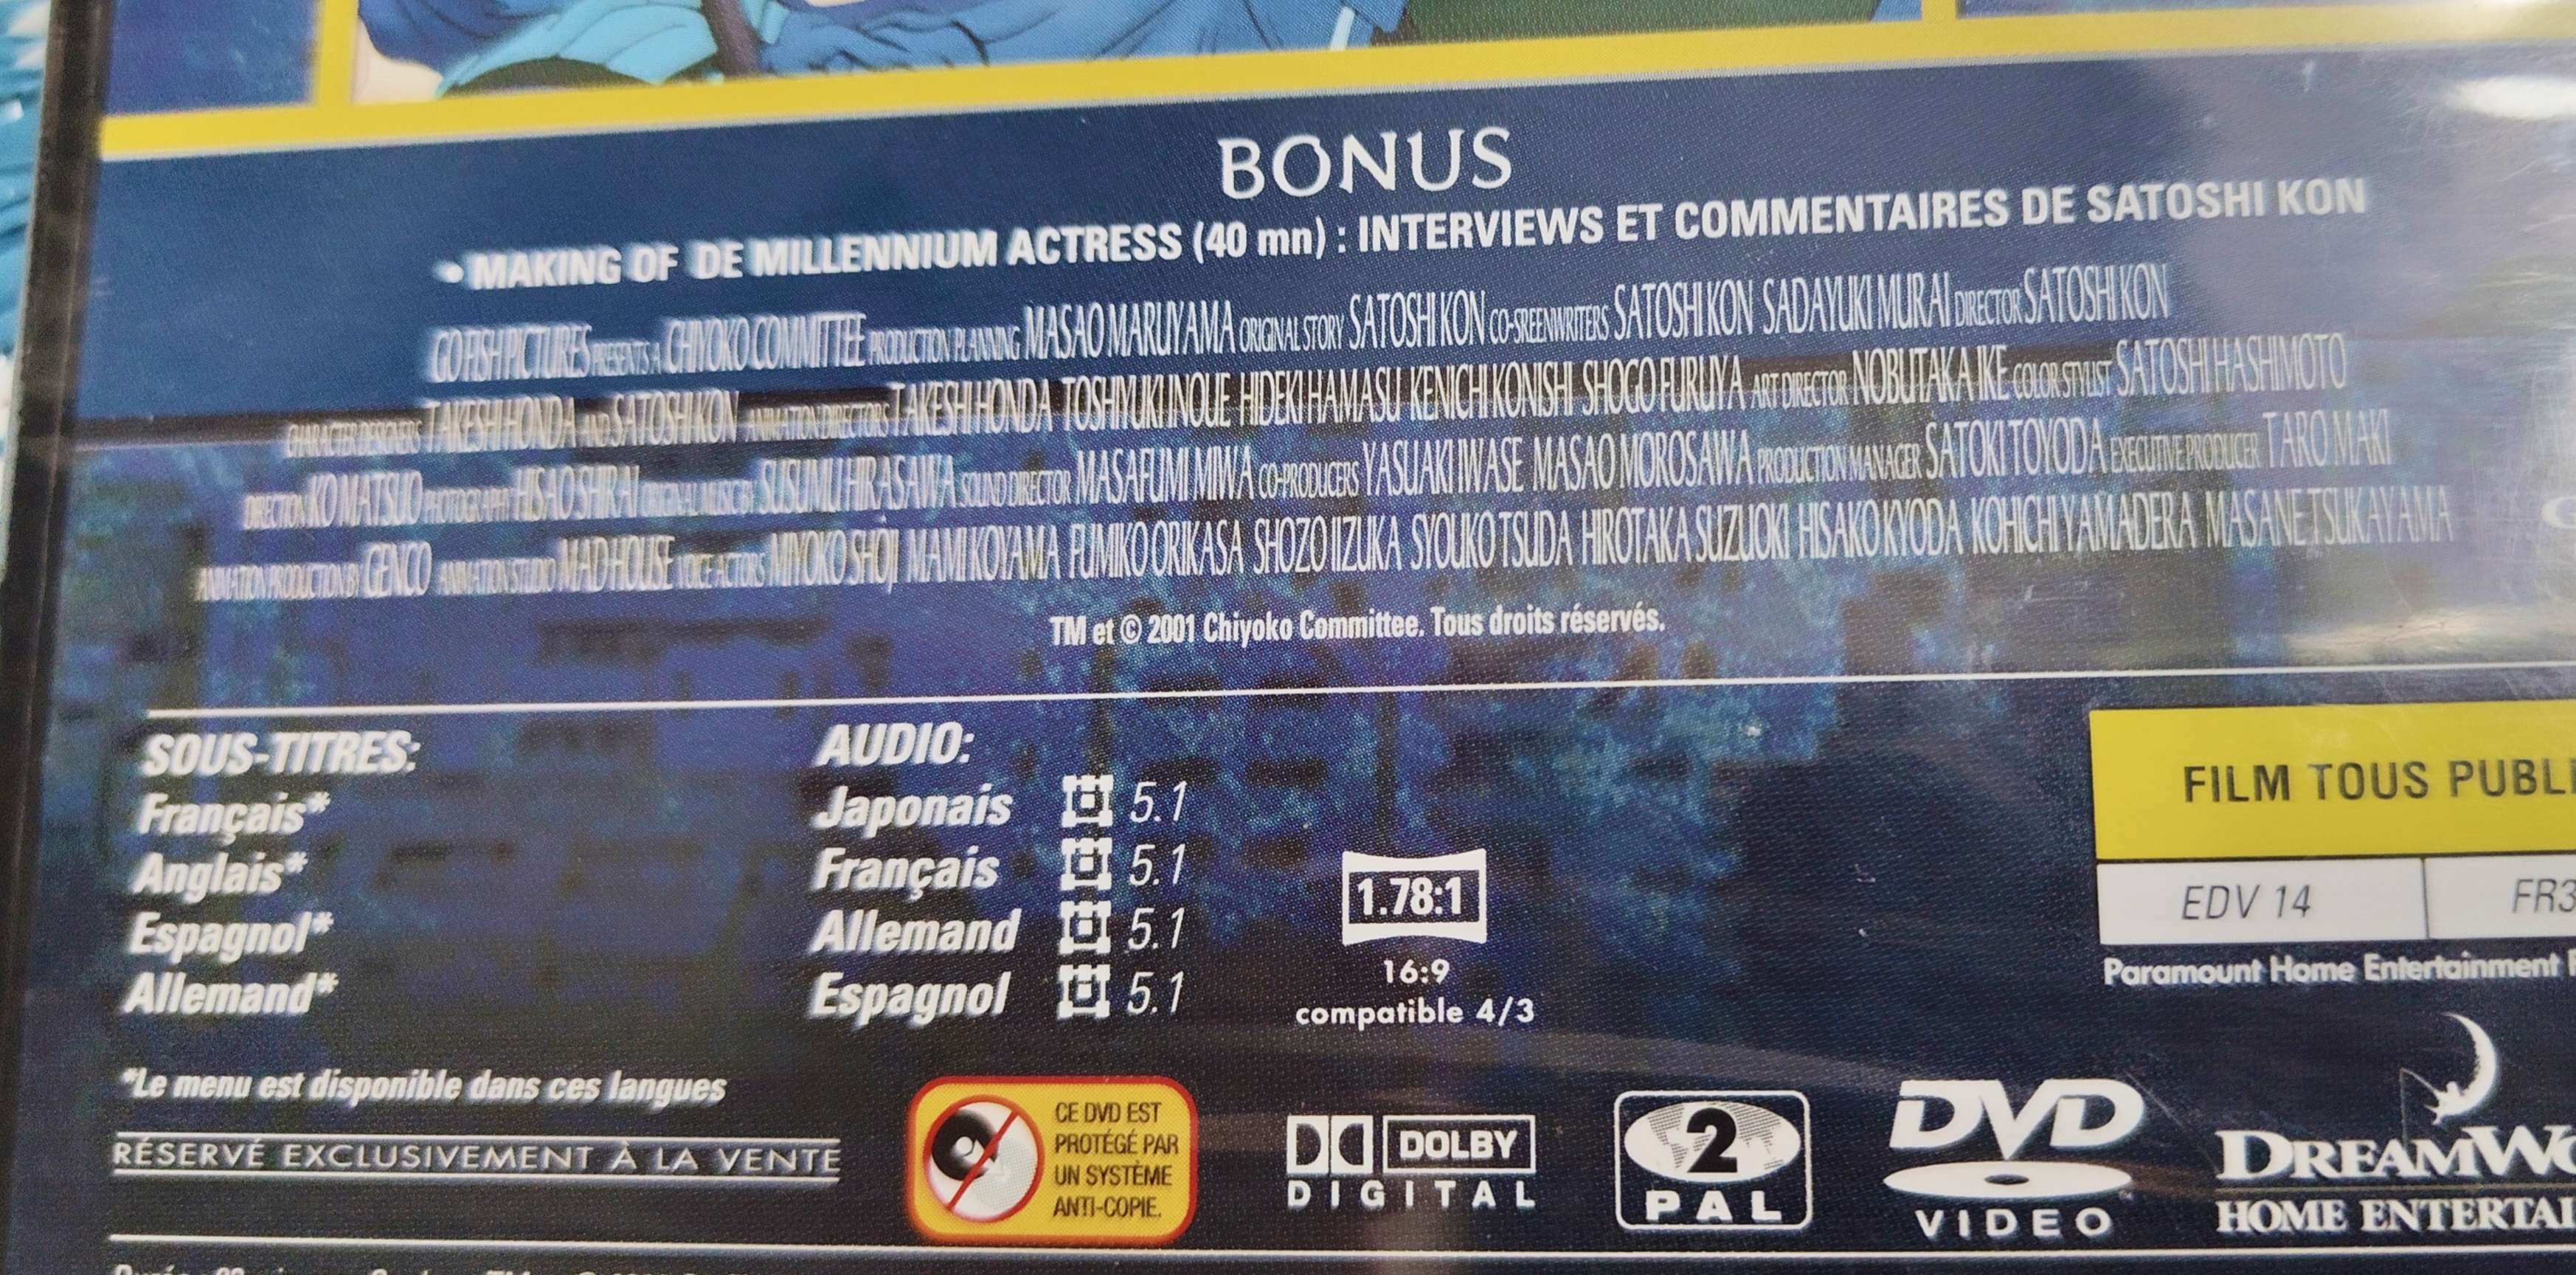 BONUS
• MAKING OF DE MILLENNIUM ACTRESS (40 mn) : INTERVIEWS ET COMMENTAIRES DE SATOSHI KON
GO FISH PICTURES PRESENTS A CHIYOKO COMMITTEE PRODUCTION PLANNING MASAO MARUYAMA ORIGINAL STORY SATOSHI KON CO-SREENWRITERS SATOSHI KON SADAYUKI MURAI DIRECTOR SATOSHI KON
CHARACTER DESIGNERS TAKESHI HONDA AND SATOSHI KON ANIMATION DIRECTORS TAKESHI HONDA TOSHIYUKI INOUE HIDEKI HAMASU KENICHI KONISHI SHOGO FURUYA ART DIRECTOR NOBUTAKA IKE COLOR STYLIST SATOSHI HASHIMOTO
DIRECTION KO MATSUO PHOTOGRAPHY HISAO SHIRAI ORIGINAL MUSIC BY SUSUMU HIRASAWA SOUND DIRECTOR MASAFUMI MIWA CO-PRODUCERS YASUAKI IWASE MASAO MOROSAWA PRODUCTION MANAGER SATOKI TOYODA EXECUTIVE PRODUCER TARO MAKI
ANIMATION PRODUCTION BY GENCO ANIMATION STUDIO MADHOUSE VOICE ACTORS MIYOKO SHOJI MAMI KOYAMA FUMIKO ORIKASA SHOZO IIZUKA SYOUKO TSUDA HIROTAKA SUZUOKI HISAKO KYODA KOHICHI YAMADERA MASANE TSUKAYAMA
TM et © 2001 Chiyoko Committee. Tous droits réservés.
SOUS-TITRES:
Français*
Anglais*
Espagnol*
Allemand*
*Le menu est disponible dans ces langues
RÉSERVÉ EXCLUSIVEMENT À LA VENTE
AUDIO:
Japonais 5.1
Français 5.1
Allemand 5.1
Espagnol 5.1
1.78:1
16:9
compatible 4/3
FILM TOUS PUBLI
EDV 14
FR3
Paramount Home Entertainment
CE DVD EST
PROTÉGÉ PAR
UN SYSTÈME
ANTI-COPIE.
DOLBY
DIGITAL
2
PAL
DVD
VIDEO
DREAMWO
HOME ENTERTAI